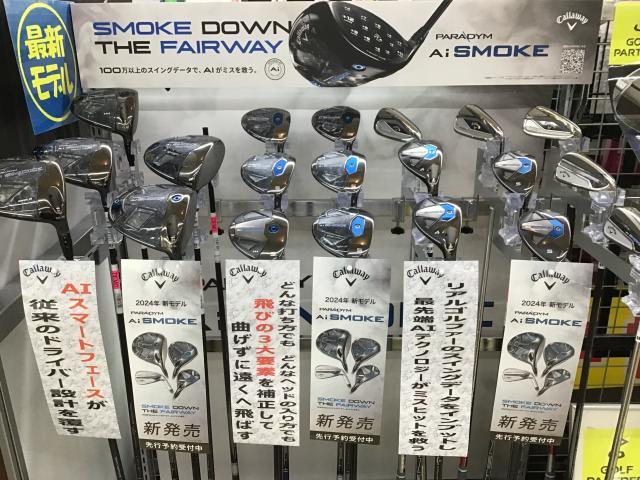 最新
モデル
SMOKE DOWN
THE FAIRWAY
100万以上のスイングデータで、AIがミスを救う。
Ai
PARADYM
Ai SMOKE
Callaway
GOLF
PART
Callaway
AIスマートフェースが
従来のドライバー設計を覆す
Callaway
2024年 新モデル
PARADYM
Ai SMOKE
SMOKE DOWN
THE FAIRWAY
新発売
先行予約受付中
Callaway
どんな打ち方でも どんなヘッドの入り方でも
飛びの3大要素を補正して
曲げずに遠くへ飛ばす
Callaway
2024年 新モデル
PARADYM
Ai SMOKE
SMOKE DOWN
THE FAIRWAY
新発売
先行予約受付中
Callaway
リアルゴルファーのスイングデータをインプットし
最先端AIテクノロジーがミスヒットを救う
Callaway
2024年 新モデル
PARADYM
Ai SMOKE
SMOKE DOWN
THE FAIRWAY
新発売
先行予約受付中
GOLF